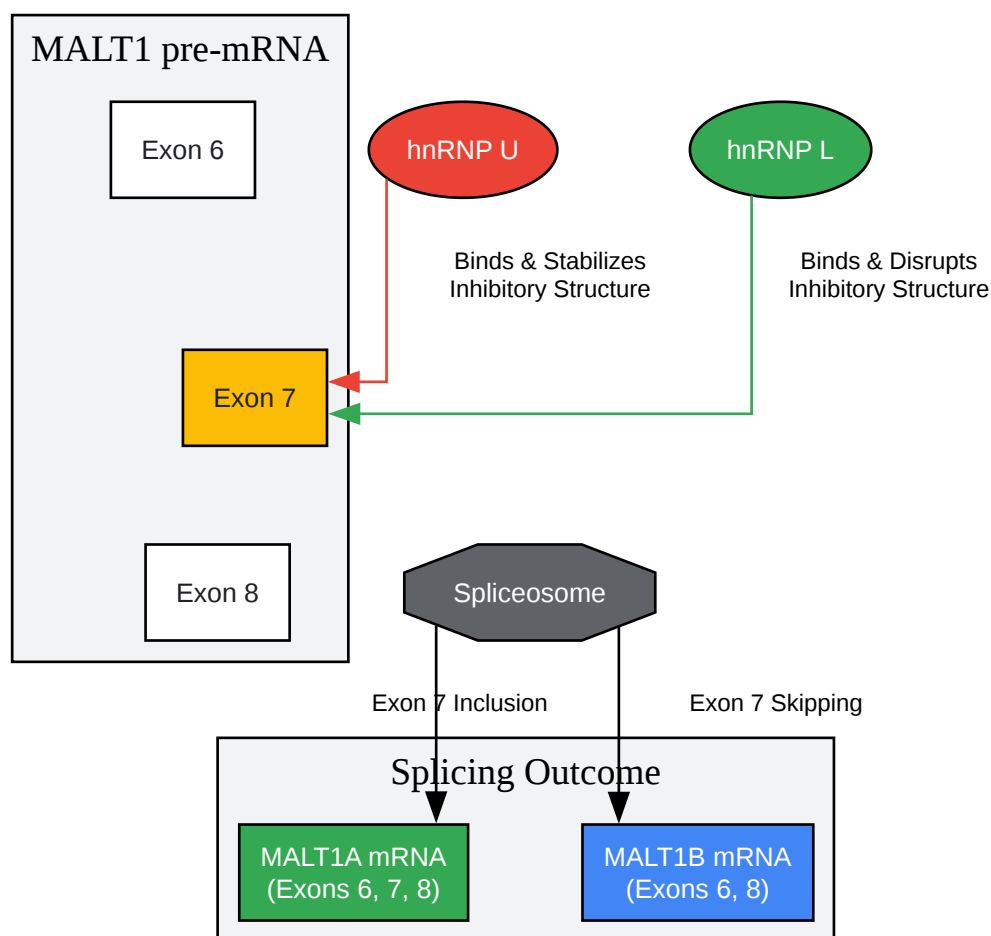 MALT1 pre-mRNA
Exon 6
hnRNP U
hnRNP L
Binds & Stabilizes
Inhibitory Structure
Binds & Disrupts
Inhibitory Structure
Exon 7
Exon 8
Spliceosome
Exon 7 Inclusion
Exon 7 Skipping
Splicing Outcome
MALT1A mRNA
(Exons 6, 7, 8)
MALT1B mRNA
(Exons 6, 8)